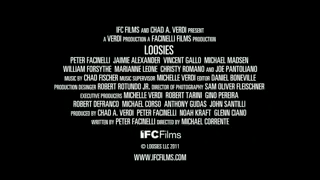 IFC FILMS AND CHAD A. VERDI PRESENT
A VERDI PRODUCTION A FACINELLI FILMS PRODUCTION
LOOSIES
PETER FACINELLI JAIMIE ALEXANDER VINCENT GALLO MICHAEL MADSEN
WILLIAM FORSYTHE MARIANNE LEONE CHRISTY ROMANO AND JOE PANTOLIANO
MUSIC BY CHAD FISCHER MUSIC SUPERVISOR MICHELLE VERDI EDITOR DANIEL BONEVILLE
PRODUCTION DESINGER ROBERT ROTUNDO JR. DIRECTOR OF PHOTOGRAPHY SAM OLIVER FLEISCHNER
EXECUTIVE PRODUCERS MICHELLE VERDI ROBERT TARINI GINO PEREIRA
ROBERT DEFRANCO MICHAEL CORSO ANTHONY GUDAS JOHN SANTILLI
PRODUCED BY CHAD A. VERDI PETER FACINELLI NOAH KRAFT GLENN CIANO
WRITTEN BY PETER FACINELLI DIRECTED BY MICHAEL CORRENTE
IFC Films
© LOOSIES LLC 2011
WWW.IFCFILMS.COM